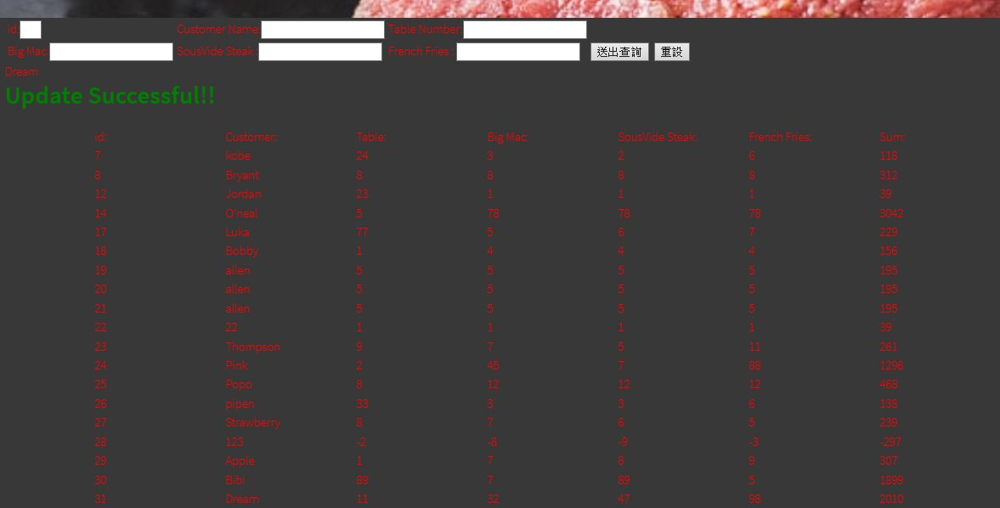 id: Customer Name: Table Number:
Big Mac: SousVide Steak: French Fries: 送出查詢 重設
Dream
Update Successful!!
id: Customer: Table: Big Mac: SousVide Steak: French Fries: Sum:
7 kobe 24 3 2 6 118
8 Bryant 8 8 8 8 312
12 Jordan 23 1 1 1 39
14 O'neal 5 78 78 78 3042
17 Luka 77 5 6 7 229
18 Bobby 1 4 4 4 156
19 allen 5 5 5 5 195
20 allen 5 5 5 5 195
21 allen 5 5 5 5 195
22 22 1 1 1 1 39
23 Thompson 9 7 5 11 261
24 Pink 2 45 7 88 1296
25 Popo 8 12 12 12 468
26 pipen 33 3 3 6 138
27 Strawberry 8 7 6 5 239
28 123 -2 -8 -9 -3 -297
29 Apple 1 7 8 9 307
30 Bibi 89 7 89 5 1899
31 Dream 11 32 47 98 2010